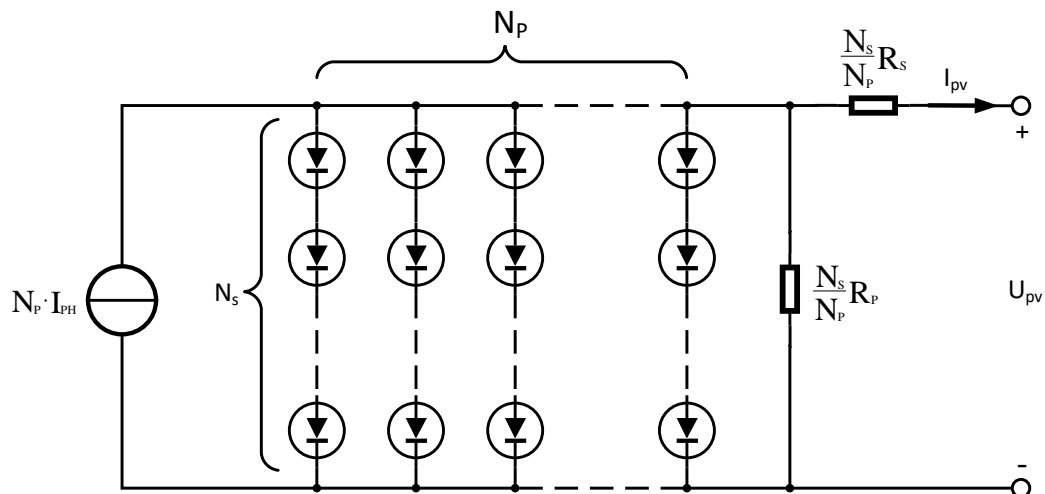 N_P
N_S/N_P R_S
I_pv
+
N_s
N_P · I_PH
N_S/N_P R_P
U_pv
-